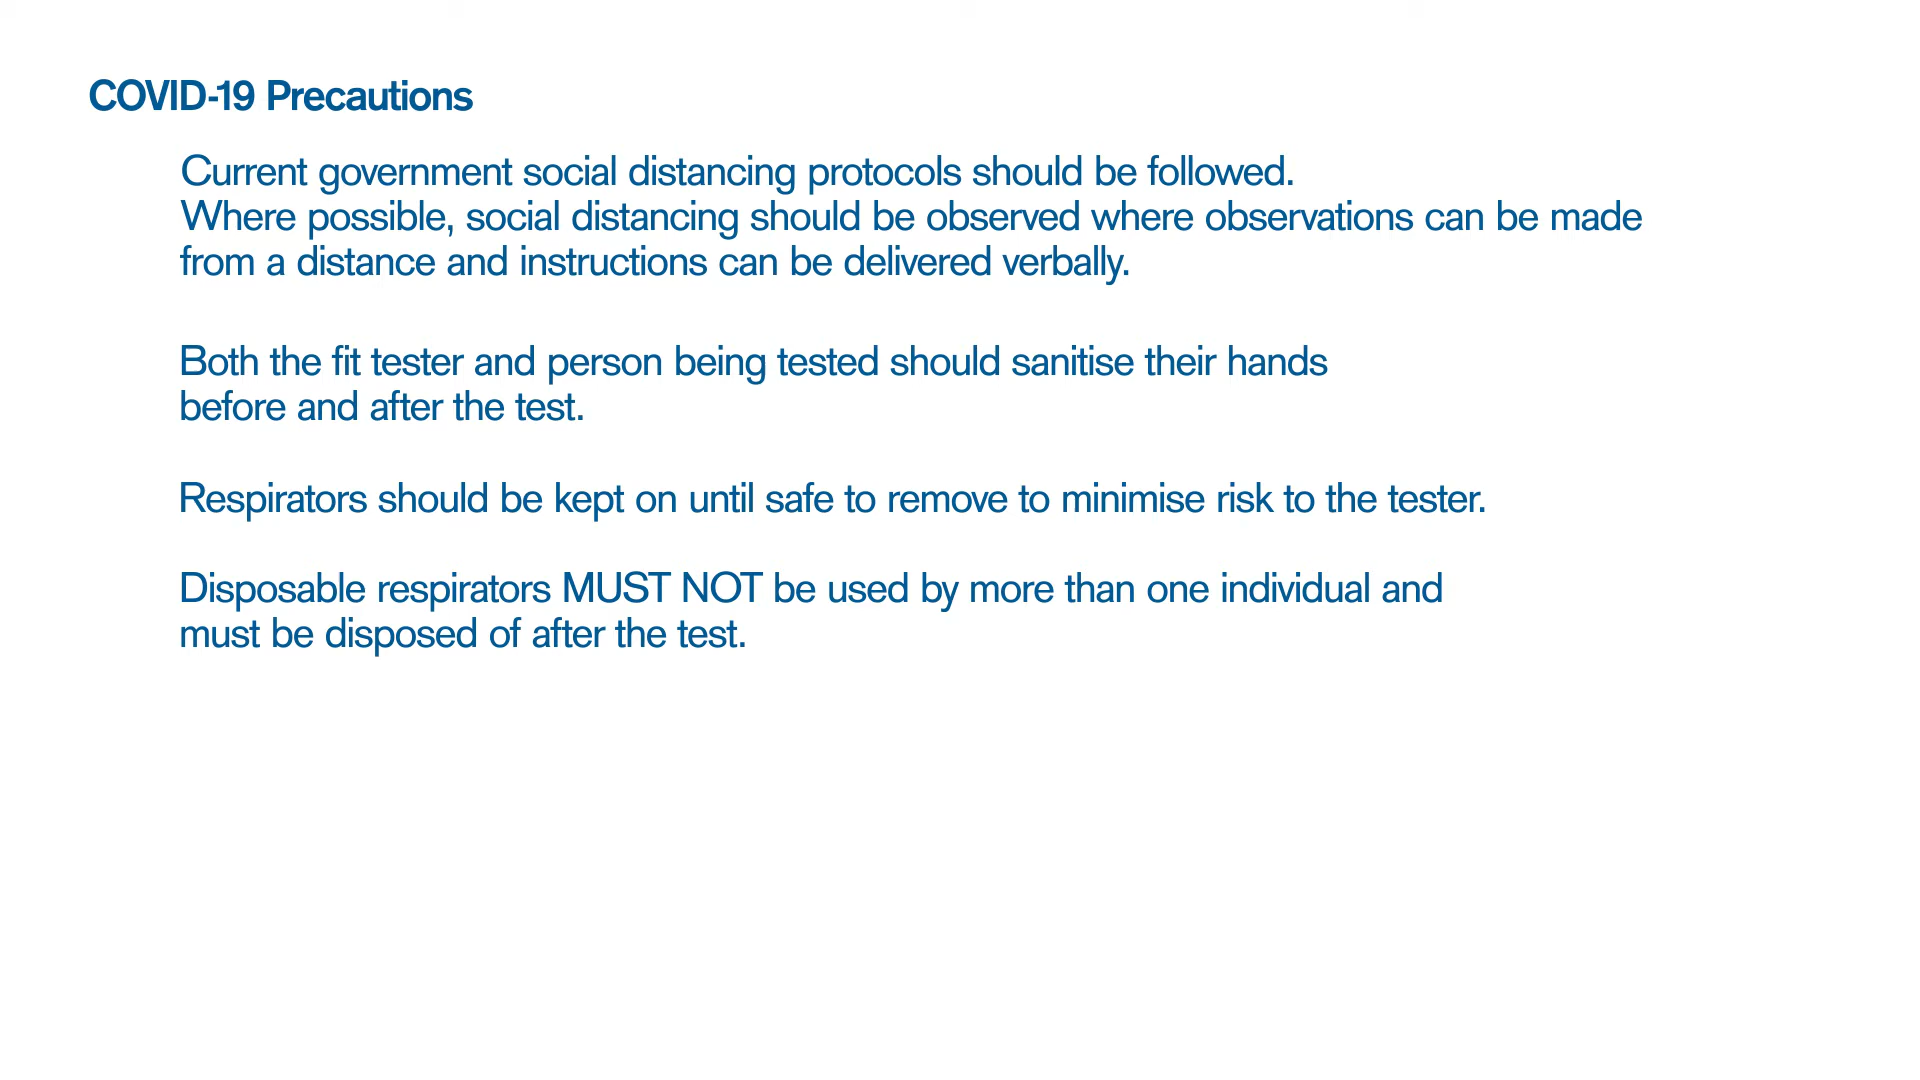 COVID-19 Precautions
Current government social distancing protocols should be followed.
Where possible, social distancing should be observed where observations can be made
from a distance and instructions can be delivered verbally.
Both the fit tester and person being tested should sanitise their hands
before and after the test.
Respirators should be kept on until safe to remove to minimise risk to the tester.
Disposable respirators MUST NOT be used by more than one individual and
must be disposed of after the test.